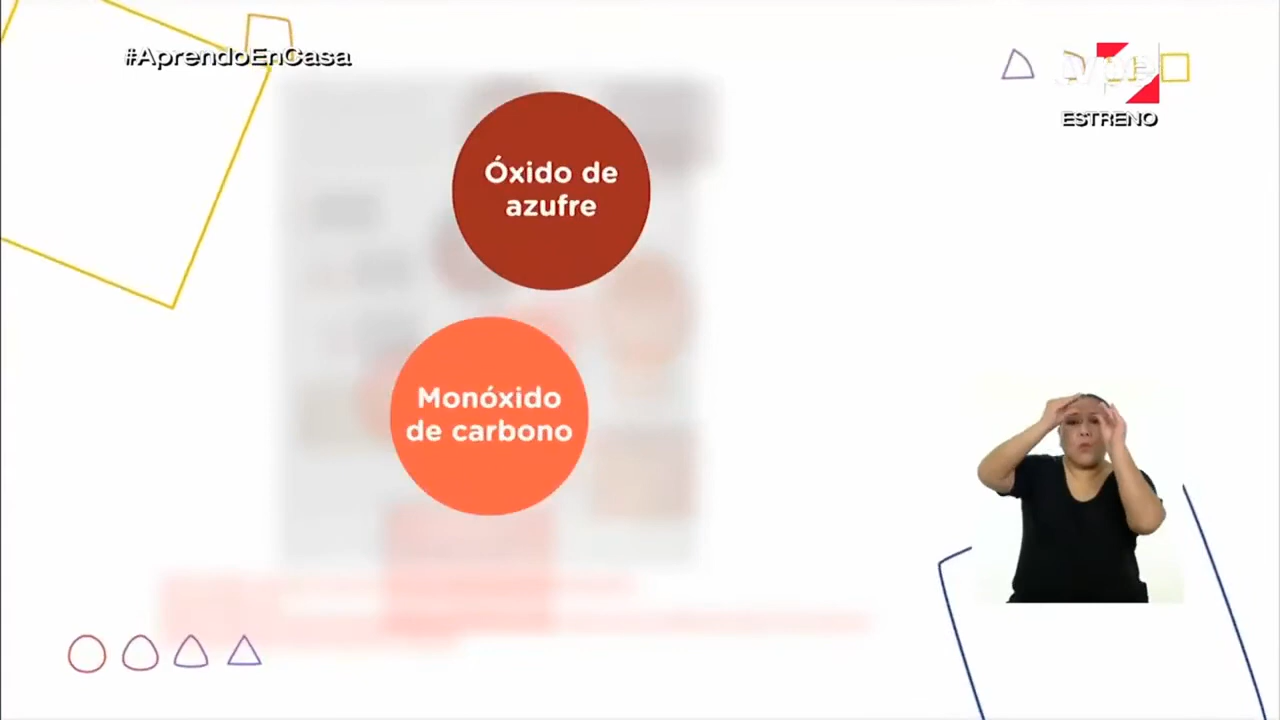 #AprendoEnCasa
ESTRENO
Óxido de
azufre
Monóxido
de carbono